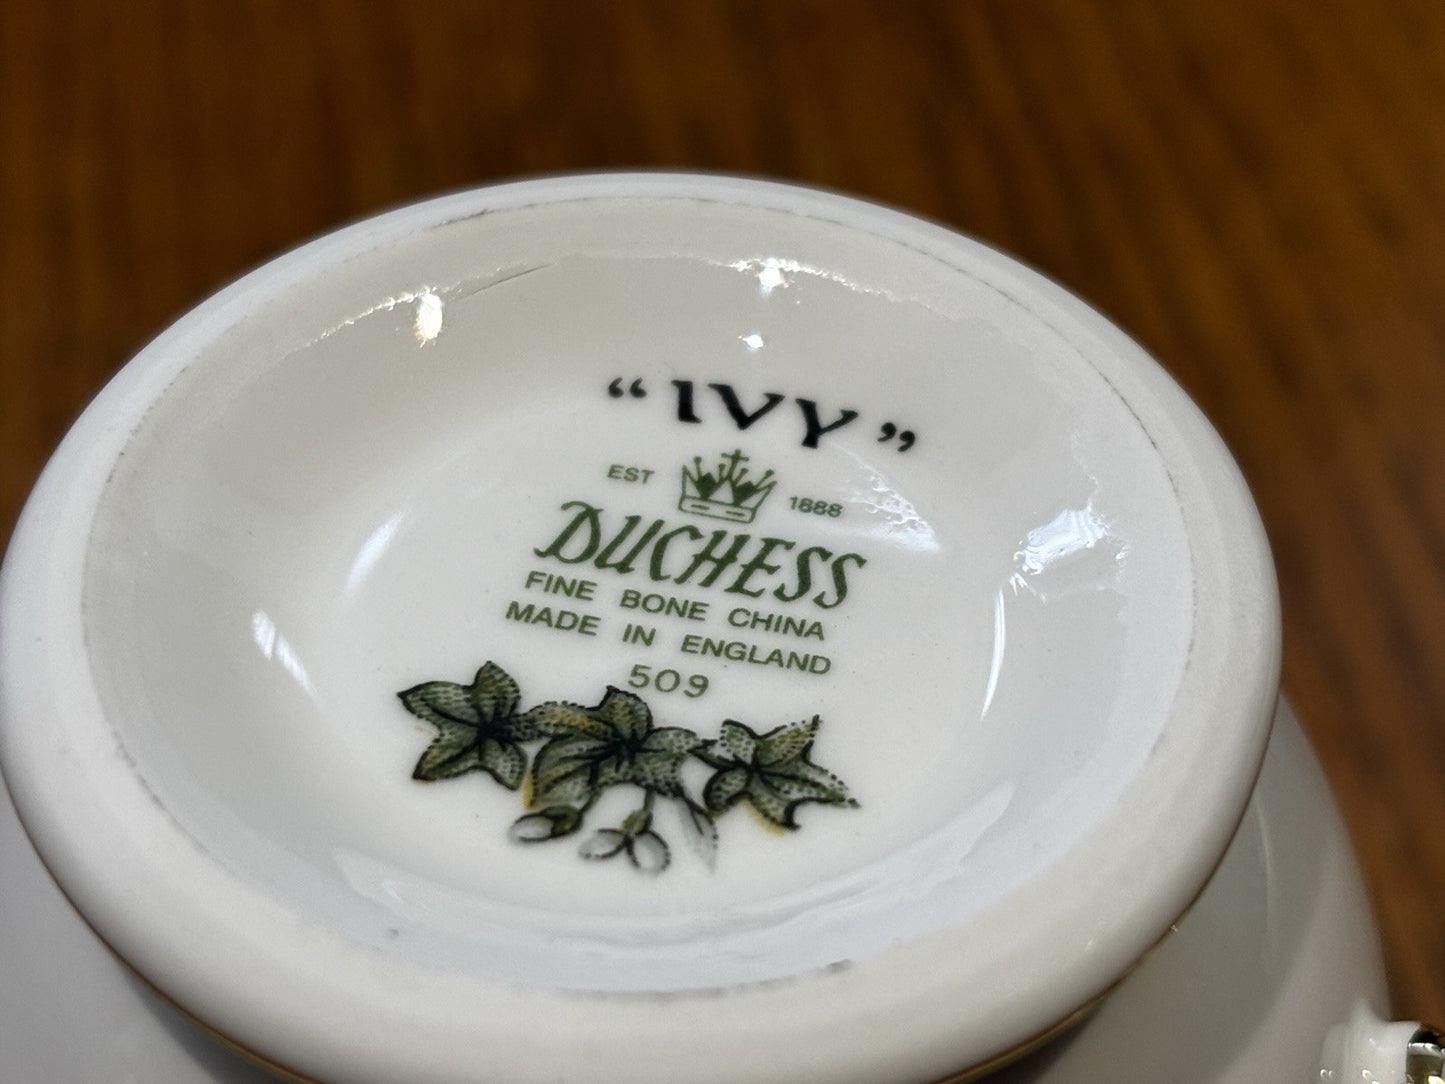 “IVY”
EST 1888
DUCHESS
FINE BONE CHINA
MADE IN ENGLAND
509